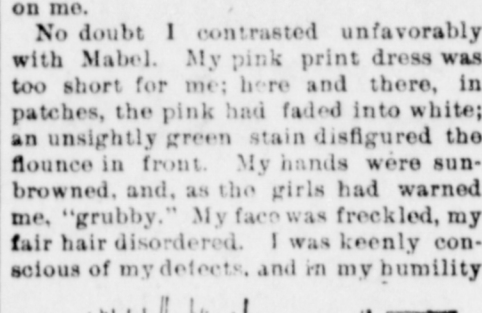 on me.
No doubt I contrasted unfavorably
with Mabel. My pink print dress was
too short for me; here and there, in
patches, the pink had faded into white;
an unsightly green stain disfigured the
flounce in front. My hands were sun-
browned, and, as the girls had warned
me, "grubby." My face was freckled, my
fair hair disordered. I was keenly con-
scious of my defects, and in my humility